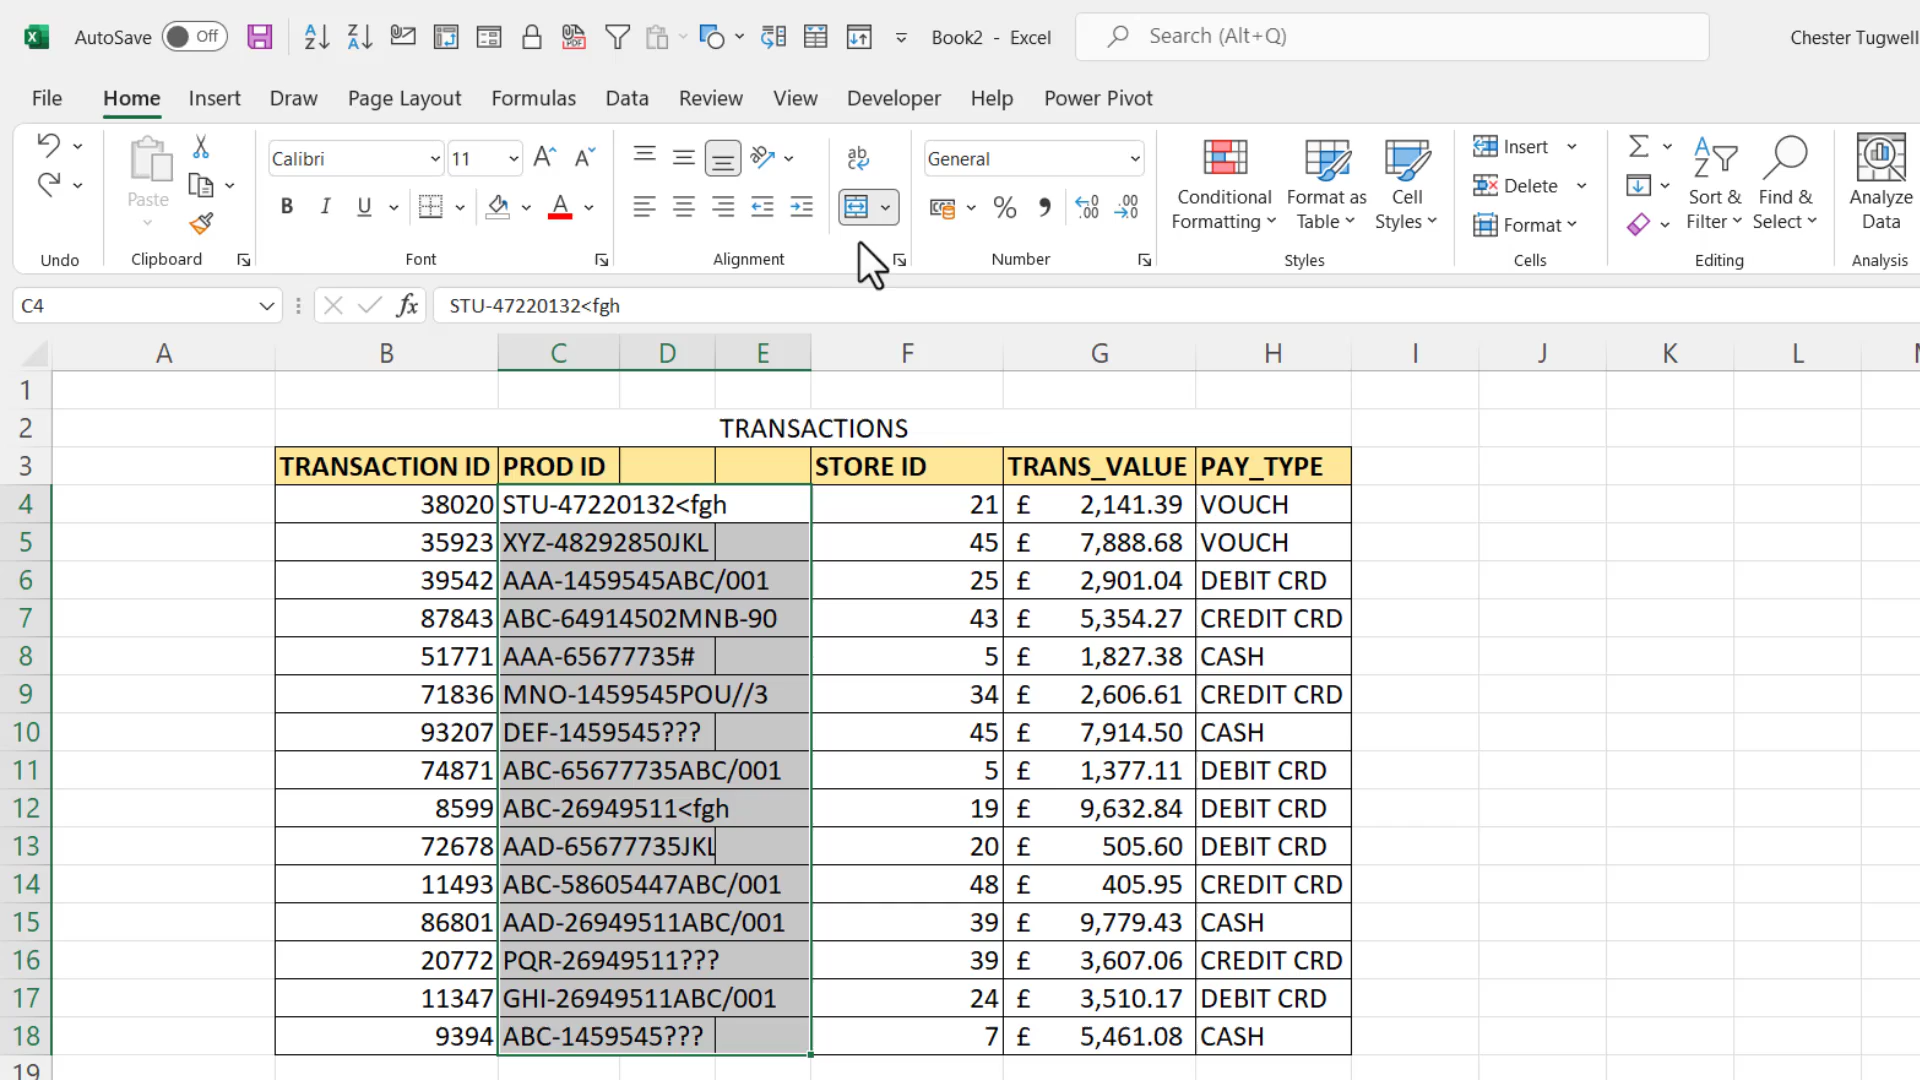 AutoSave Off Book2 - Excel Search (Alt+Q) Chester Tugwell
File Home Insert Draw Page Layout Formulas Data Review View Developer Help Power Pivot
Paste Calibri 11 General Conditional Formatting Format as Table Cell Styles Insert Delete Format Sort & Filter Find & Select Analyze Data
Undo Clipboard Font Alignment Number Styles Cells Editing Analysis
C4 fx STU-47220132<fgh
A B C D E F G H I J K L
1
2 TRANSACTIONS
3 TRANSACTION ID PROD ID STORE ID TRANS_VALUE PAY_TYPE
4 38020 STU-47220132<fgh 21 £ 2,141.39 VOUCH
5 35923 XYZ-48292850JKL 45 £ 7,888.68 VOUCH
6 39542 AAA-1459545ABC/001 25 £ 2,901.04 DEBIT CRD
7 87843 ABC-64914502MNB-90 43 £ 5,354.27 CREDIT CRD
8 51771 AAA-65677735# 5 £ 1,827.38 CASH
9 71836 MNO-1459545POU//3 34 £ 2,606.61 CREDIT CRD
10 93207 DEF-1459545??? 45 £ 7,914.50 CASH
11 74871 ABC-65677735ABC/001 5 £ 1,377.11 DEBIT CRD
12 8599 ABC-26949511<fgh 19 £ 9,632.84 DEBIT CRD
13 72678 AAD-65677735JKL 20 £ 505.60 DEBIT CRD
14 11493 ABC-58605447ABC/001 48 £ 405.95 CREDIT CRD
15 86801 AAD-26949511ABC/001 39 £ 9,779.43 CASH
16 20772 PQR-26949511??? 39 £ 3,607.06 CREDIT CRD
17 11347 GHI-26949511ABC/001 24 £ 3,510.17 DEBIT CRD
18 9394 ABC-1459545??? 7 £ 5,461.08 CASH
19